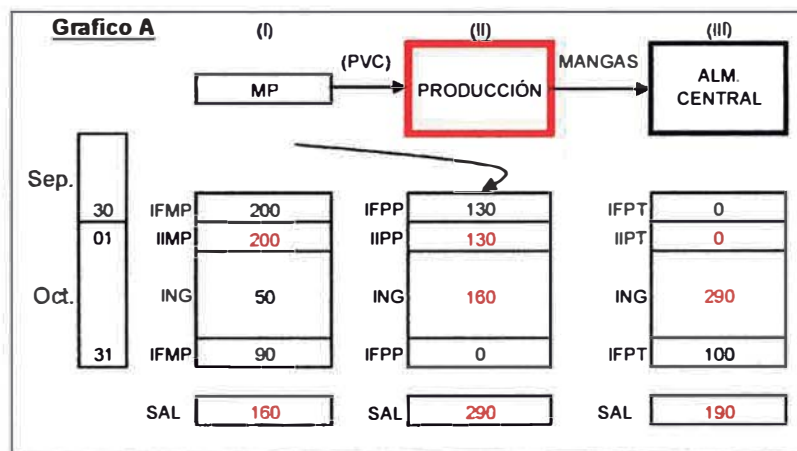 Grafico A (I) (II) (III)
(PVC) MANGAS
MP PRODUCCIÓN ALM. CENTRAL
Sep.
30 IFMP 200 IFPP 130 IFPT 0
01 IIMP 200 IIPP 130 IIPT 0
Oct. ING 50 ING 160 ING 290
31 IFMP 90 IFPP 0 IFPT 100
SAL 160 SAL 290 SAL 190